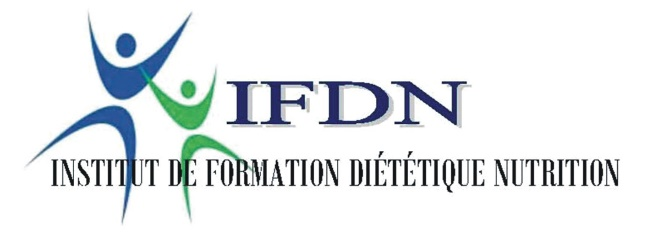 IFDN
INSTITUT DE FORMATION DIÉTÉTIQUE NUTRITION